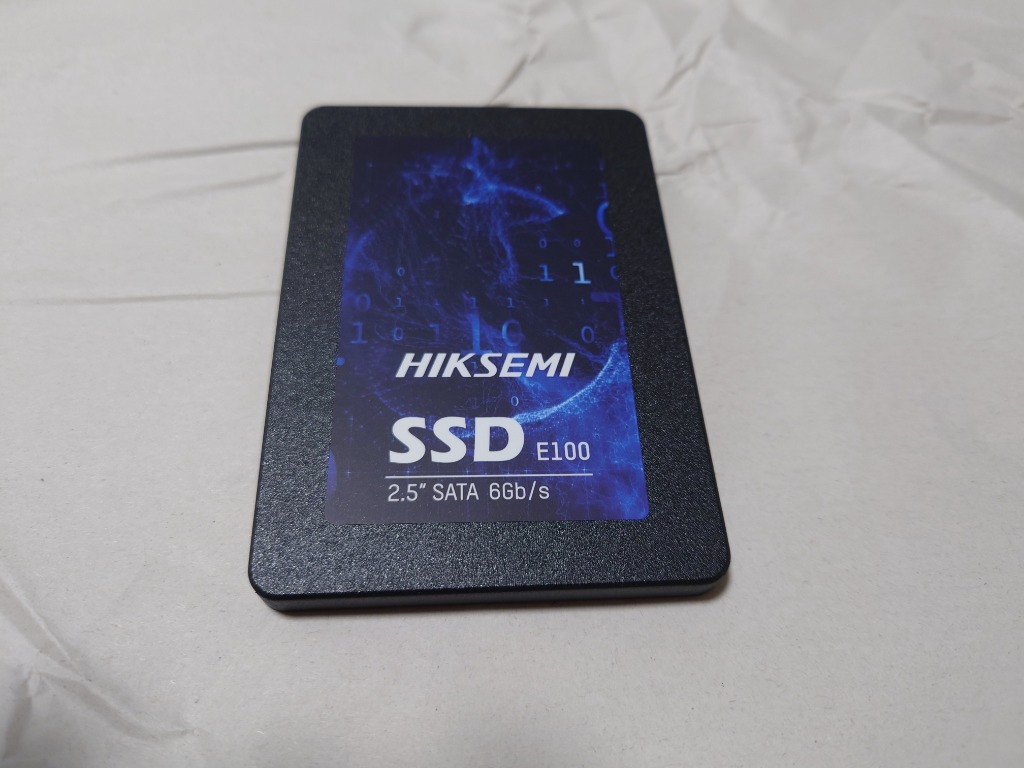 HIKSEMI
SSD E100
2.5" SATA 6Gb/s